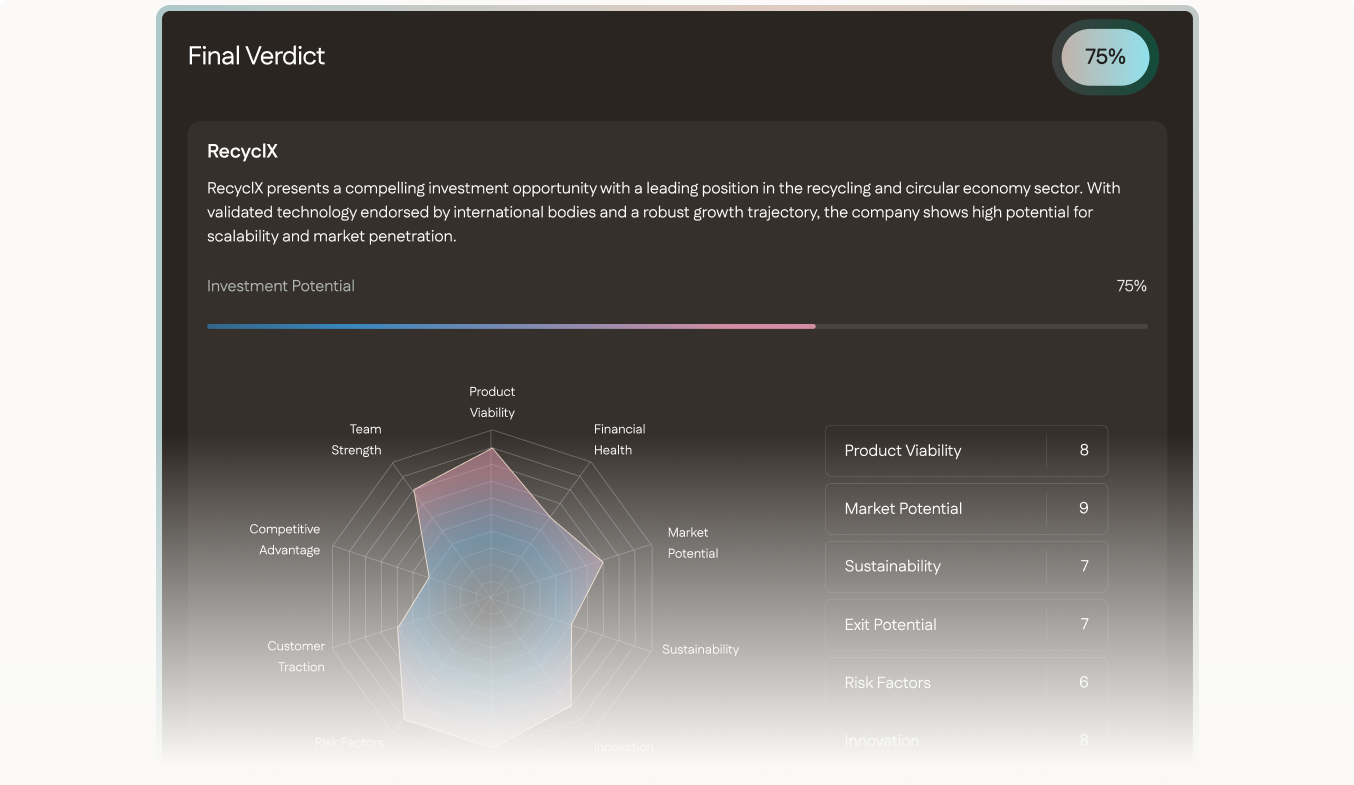 Final Verdict
75%
RecyclX
RecyclX presents a compelling investment opportunity with a leading position in the recycling and circular economy sector. With
validated technology endorsed by international bodies and a robust growth trajectory, the company shows high potential for
scalability and market penetration.
Investment Potential
75%
Product
Viability
Team
Strength
Financial
Health
Competitive
Advantage
Market
Potential
Customer
Traction
Sustainability
Risk Factors
Innovation
Product Viability
8
Market Potential
9
Sustainability
7
Exit Potential
7
Risk Factors
6
Innovation
8